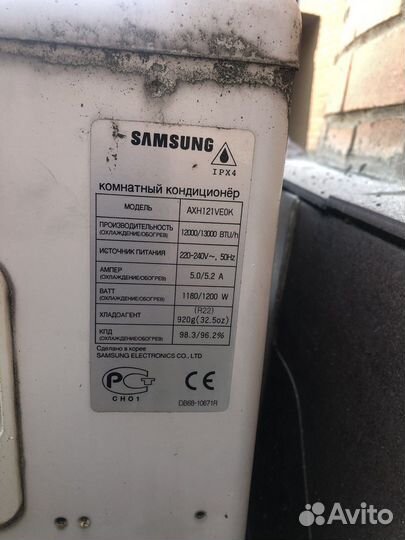 SAMSUNG
IPX4
КОМНАТНЫЙ КОНДИЦИОНЕР
МОДЕЛЬ AXH121VE0K
ПРОИЗВОДИТЕЛЬНОСТЬ
(ОХЛАЖДЕНИЕ/ОБОГРЕВ) 12000/13000 BTU/h
ИСТОЧНИК ПИТАНИЯ 220-240V~, 50Hz
АМПЕР
(ОХЛАЖДЕНИЕ/ОБОГРЕВ) 5.0/5.2 A
ВАТТ
(ОХЛАЖДЕНИЕ/ОБОГРЕВ) 1180/1200 W
ХЛАДОАГЕНТ (R22)
920g(32.5oz)
КПД
(ОХЛАЖДЕНИЕ/ОБОГРЕВ) 98.3/96.2%
Сделано в корее
SAMSUNG ELECTRONICS CO., LTD
РСТ
СН01
CE
DB68-10671R
Avito